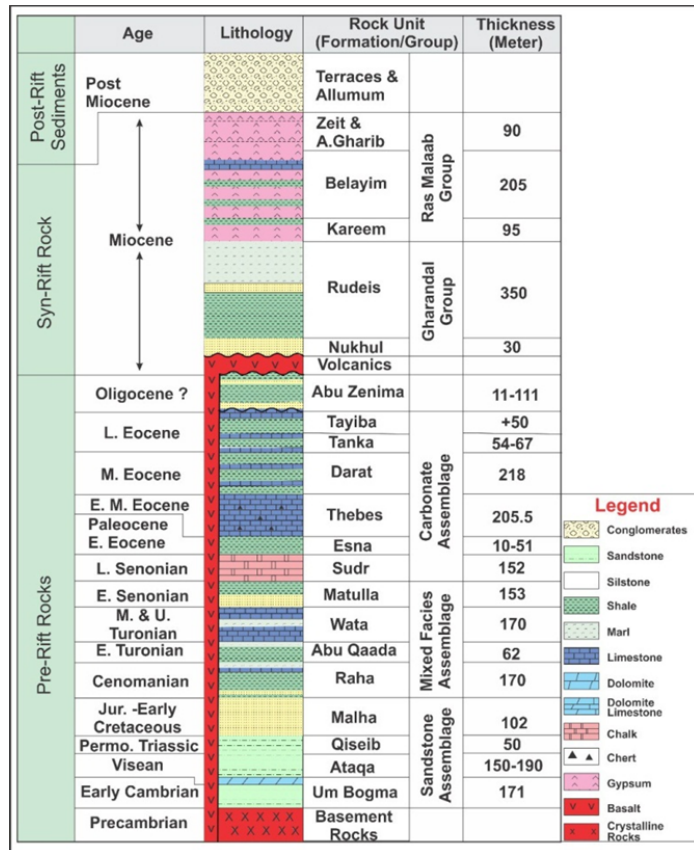 Age
Lithology
Rock Unit
(Formation/Group)
Thickness
(Meter)
Post-Rift
Sediments
Post
Miocene
Terraces &
Allumum
Zeit &
A.Gharib
90
Ras Malaab
Group
Syn-Rift Rock
Miocene
Belayim
205
Kareem
95
Rudeis
Gharandal
Group
350
Nukhul
30
Volcanics
Pre-Rift Rocks
Oligocene ?
Abu Zenima
11-111
L. Eocene
Tayiba
+50
Tanka
54-67
Carbonate
Assemblage
M. Eocene
Darat
218
E. M. Eocene
Thebes
205.5
Paleocene
E. Eocene
Esna
10-51
L. Senonian
Sudr
152
E. Senonian
Matulla
153
Mixed Facies
Assemblage
M. & U.
Turonian
Wata
170
E. Turonian
Abu Qaada
62
Cenomanian
Raha
170
Jur. -Early
Cretaceous
Malha
102
Sandstone
Assemblage
Permo. Triassic
Qiseib
50
Visean
Ataqa
150-190
Early Cambrian
Um Bogma
171
Precambrian
Basement
Rocks
Legend
Conglomerates
Sandstone
Silstone
Shale
Marl
Limestone
Dolomite
Dolomite
Limestone
Chalk
Chert
Gypsum
Basalt
Crystalline
Rocks